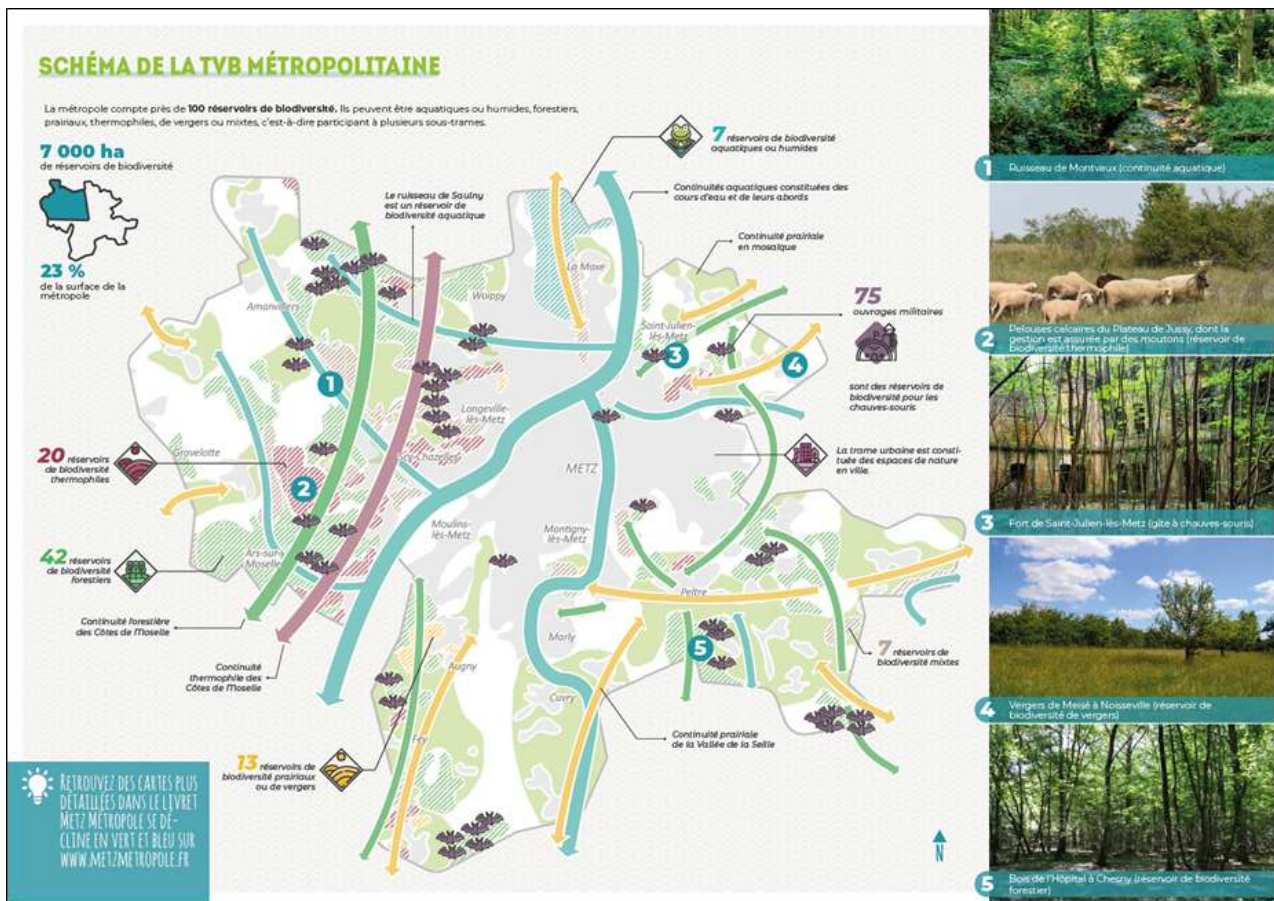 SCHÉMA DE LA TVB MÉTROPOLITAINE
La métropole compte près de 100 réservoirs de biodiversité. Ils peuvent être aquatiques ou humides, forestiers,
prairiaux, thermophiles, de vergers ou mixtes, c'est-à-dire participant à plusieurs sous-trames.
7 000 ha
de réservoirs de biodiversité
23 %
de la surface de la
métropole
Le ruisseau de Saulny
est un réservoir de
biodiversité aquatique
7 réservoirs de biodiversité
aquatiques ou humides
Continuités aquatiques constituées des
cours d'eau et de leurs abords
Continuité prairiale
en mosaïque
75
ouvrages militaires
sont des réservoirs de
biodiversité pour les
chauves-souris
La trame urbaine est consti-
tuée des espaces de nature
en ville.
20 réservoirs
de biodiversité
thermophiles
42 réservoirs
de biodiversité
forestiers
Continuité forestière
des Côtes de Moselle
Continuité
thermophile des
Côtes de Moselle
13 réservoirs de
biodiversité prairiaux
ou de vergers
Continuité prairiale
de la Vallée de la Seille
7 réservoirs de
biodiversité mixtes
Amanvillers
Woippy
La Maxe
Saint-Julien-
lès-Metz
Longeville-
lès-Metz
Scy-Chazelles
Gravelotte
METZ
Moulins-
lès-Metz
Montigny-
lès-Metz
Ars-sur-
Moselle
Peltre
Marly
Augny
Cuvry
Fey
1
2
3
4
5
N
RETROUVEZ DES CARTES PLUS
DÉTAILLÉES DANS LE LIVRET
METZ MÉTROPOLE SE DÉ-
CLINE EN VERT ET BLEU SUR
WWW.METZMETROPOLE.FR
1 Ruisseau de Montvaux (continuité aquatique)
2 Pelouses calcaires du Plateau de Jussy, dont la
gestion est assurée par des moutons (réservoir de
biodiversité thermophile)
3 Fort de Saint-Julien-lès-Metz (gîte à chauves-souris)
4 Vergers de Meisé à Noisseville (réservoir de
biodiversité de vergers)
5 Bois de l'Hôpital à Chesny (réservoir de biodiversité
forestier)